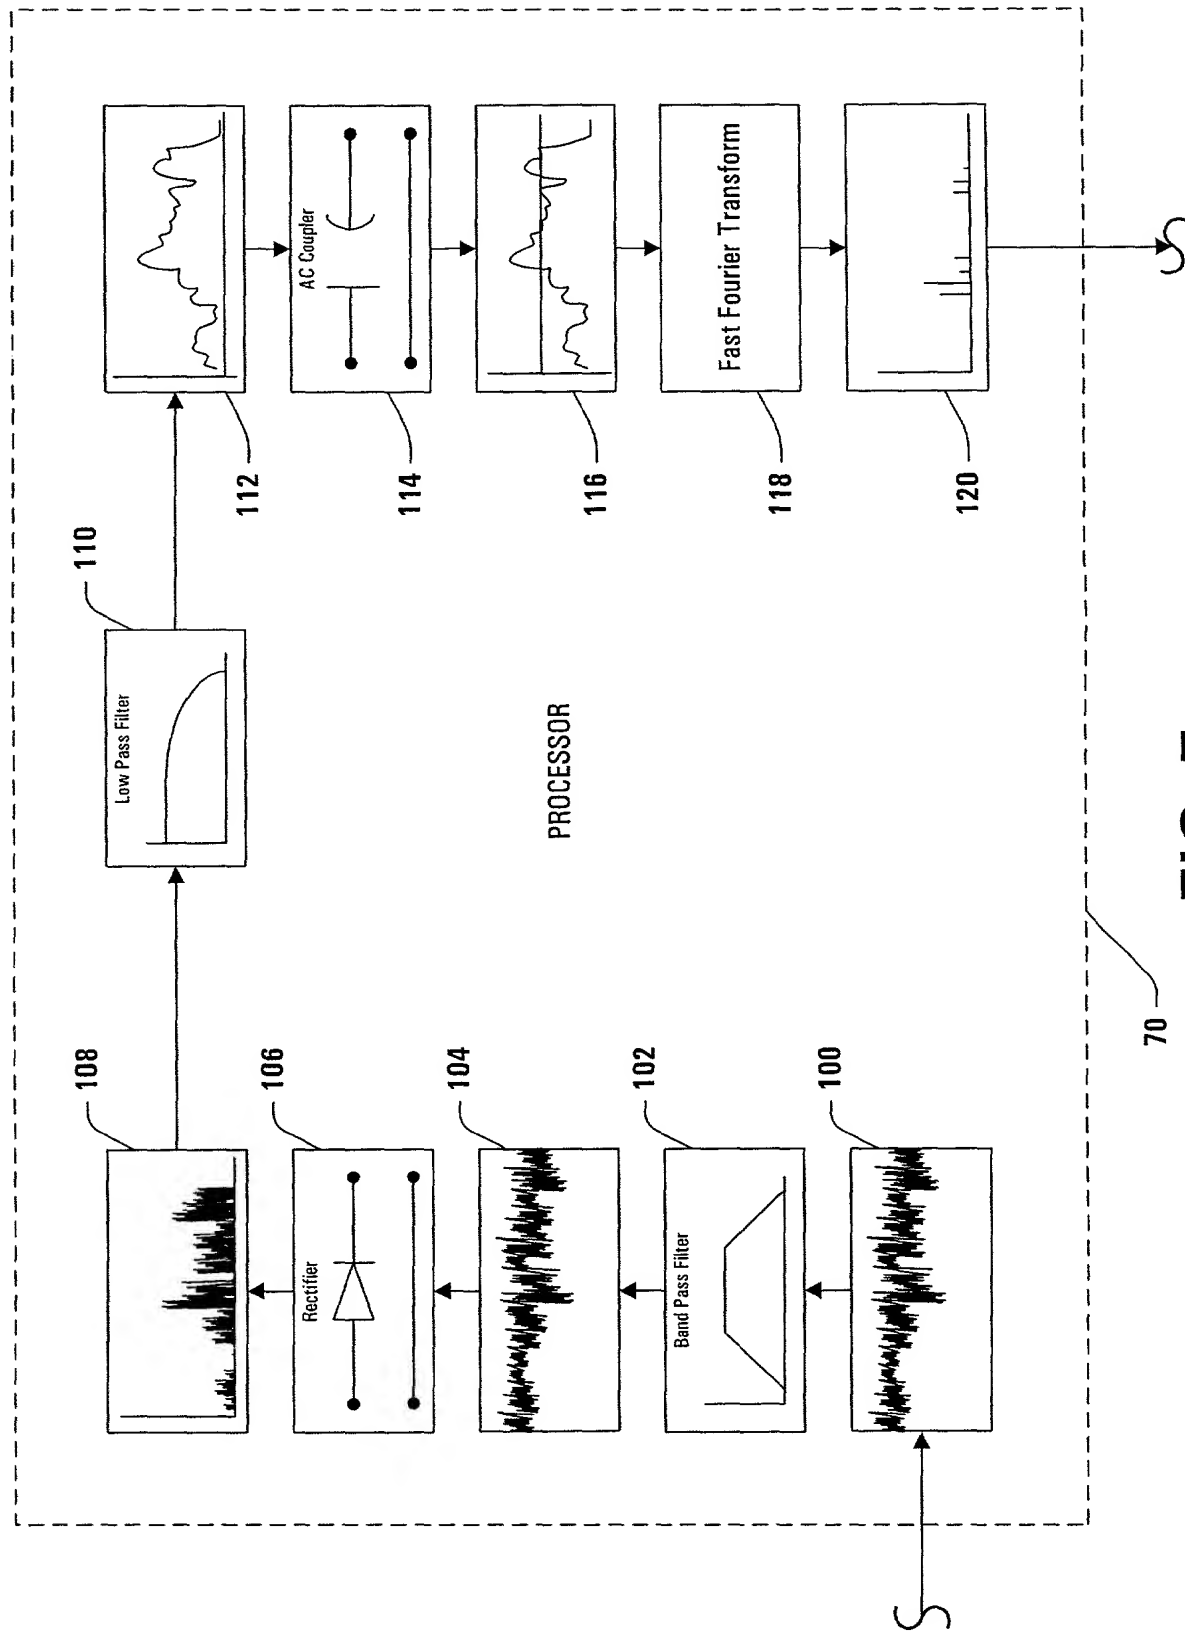 108
106
104
102
100
Rectifier
Band Pass Filter
110
Low Pass Filter
PROCESSOR
112
114
116
118
120
AC Coupler
Fast Fourier Transform
70